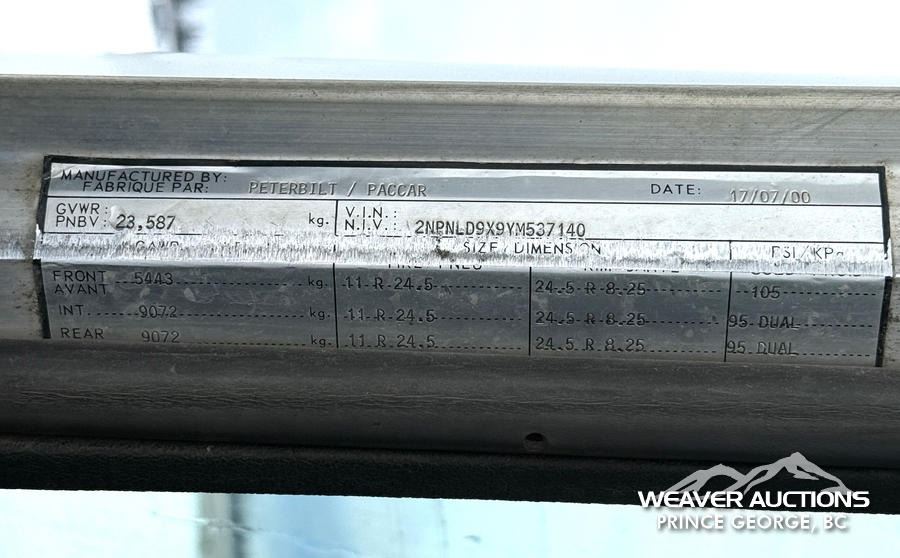 MANUFACTURED BY:
FABRIQUE PAR: PETERBILT / PACCAR DATE: 17/07/00
GVWR: V.I.N.:
PNBV: 23,587 kg. N.I.V.: 2NPNLD9X9YM537140
GAWR SIZE / DIMENSION PSI/KPa
FRONT
AVANT 5443 kg. 11 R 24.5 24.5 R 8.25 105
INT. 9072 kg. 11 R 24.5 24.5 R 8.25 95 DUAL
REAR 9072 kg. 11 R 24.5 24.5 R 8.25 95 DUAL
WEAVER AUCTIONS
PRINCE GEORGE, BC